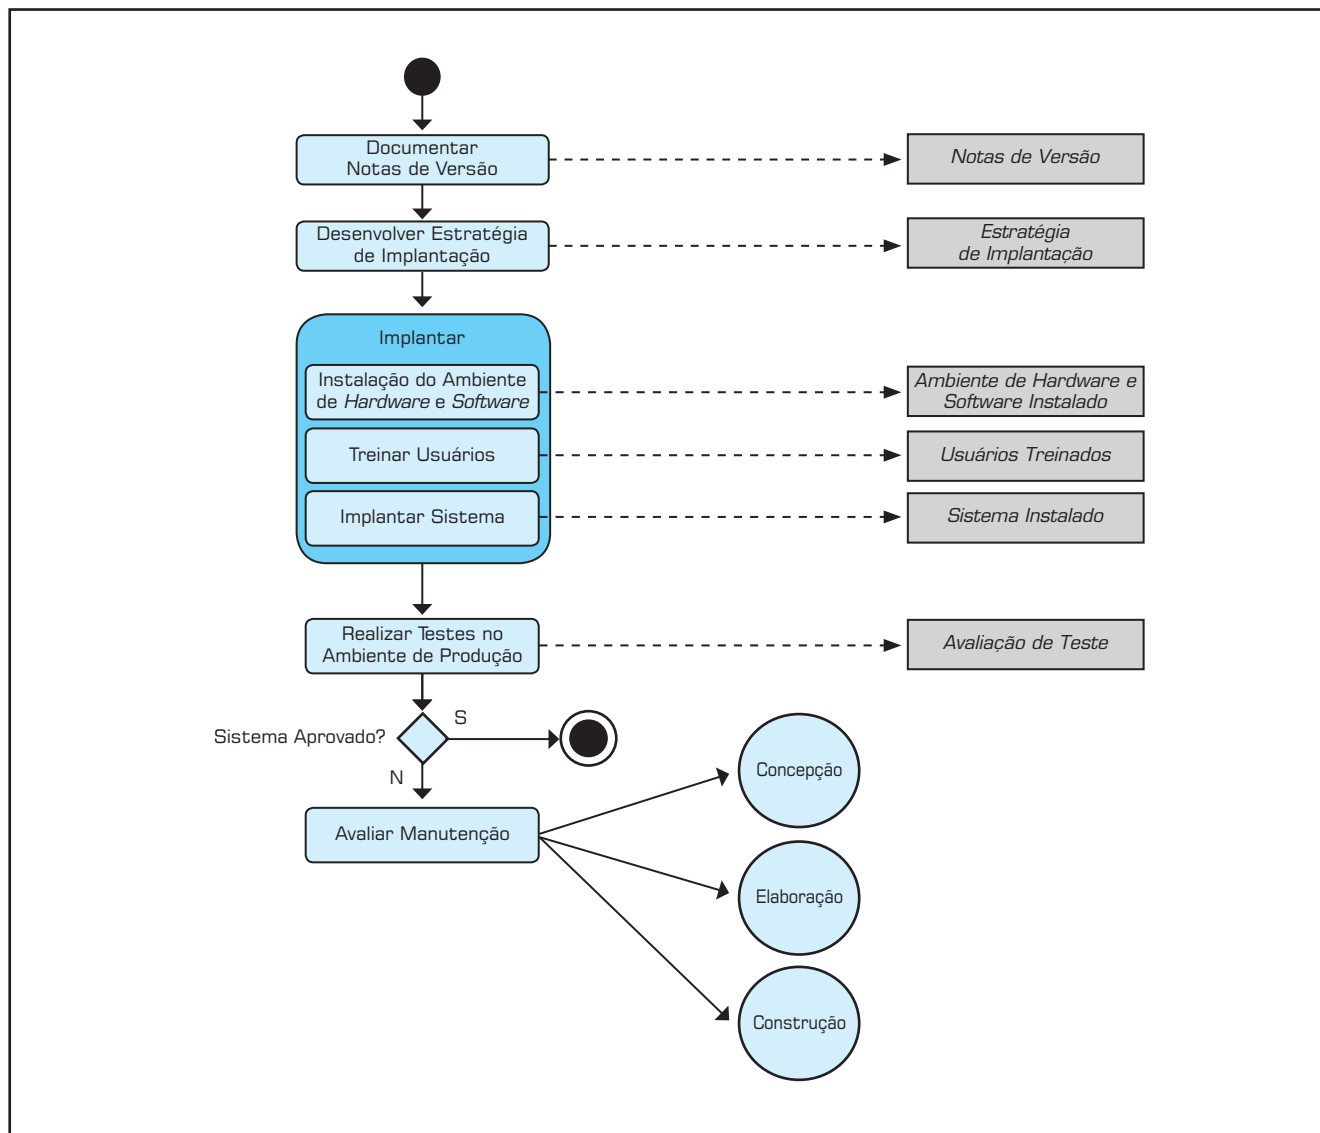 Documentar
Notas de Versão
Notas de Versão
Desenvolver Estratégia
de Implantação
Estratégia
de Implantação
Implantar
Instalação do Ambiente
de Hardware e Software
Ambiente de Hardware e
Software Instalado
Treinar Usuários
Usuários Treinados
Implantar Sistema
Sistema Instalado
Realizar Testes no
Ambiente de Produção
Avaliação de Teste
Sistema Aprovado?
S
N
Avaliar Manutenção
Concepção
Elaboração
Construção